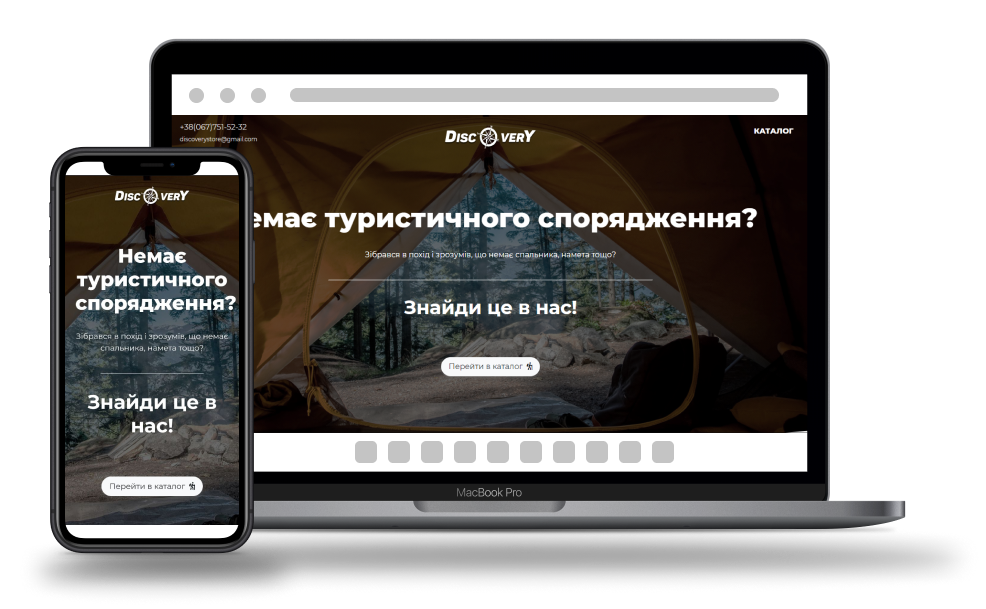 +38(067)751-52-32
discoverystore@gmail.com
DISCOVERY
КАТАЛОГ
емає туристичного спорядження?
Зібрався в похід і зрозумів, що немає спальника, намета тощо?
Знайди це в нас!
Перейти в каталог
MacBook Pro
DISCOVERY
Немає
туристичного
спорядження?
Зібрався в похід і зрозумів, що немає
спальника, намета тощо?
Знайди це в
нас!
Перейти в каталог